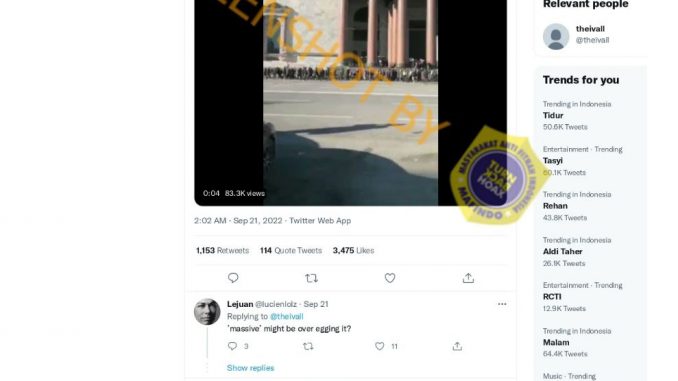 SCREENSHOT BY
MASYARAKAT ANTI FITNAH INDONESIA
TURN
BACK
HOAX
MAFINDO
0:04 83.3K views
2:02 AM · Sep 21, 2022 · Twitter Web App
1,153 Retweets 114 Quote Tweets 3,475 Likes
Lejuan @lucienlolz · Sep 21
Replying to @theivall
'massive' might be over egging it?
3 11
Show replies
Relevant people
theivall
@theivall
Trends for you
Trending in Indonesia
Tidur
50.6K Tweets
Entertainment · Trending
Tasyi
Tweets
Trending in Indonesia
Rehan
43.8K Tweets
Trending in Indonesia
Aldi Taher
26.1K Tweets
Entertainment · Trending
RCTI
12.9K Tweets
Trending in Indonesia
Malam
64.4K Tweets
Music · Trending